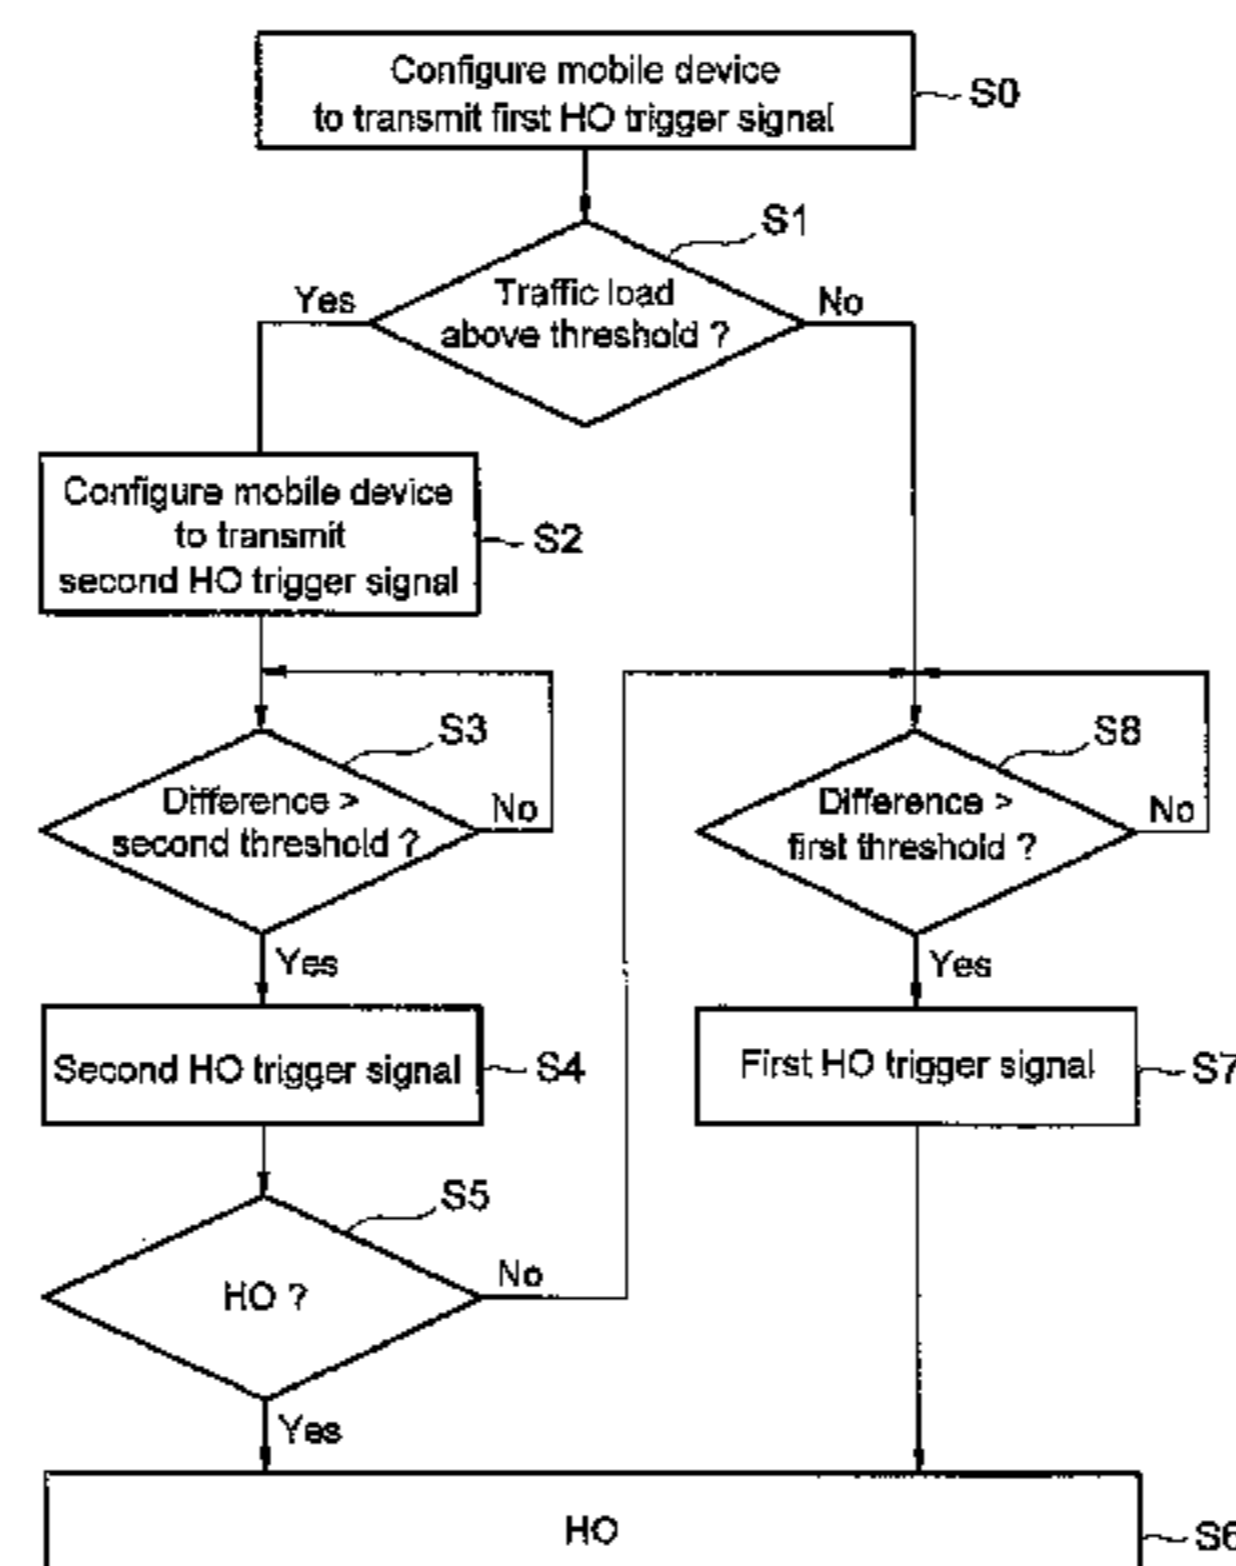 Configure mobile device
to transmit first HO trigger signal
S0
S1
Traffic load
above threshold ?
Yes
No
Configure mobile device
to transmit
second HO trigger signal
S2
S3
Difference >
second threshold ?
No
S8
Difference >
first threshold ?
No
Yes
Yes
Second HO trigger signal
S4
First HO trigger signal
S7
S5
HO ?
No
Yes
HO
S6